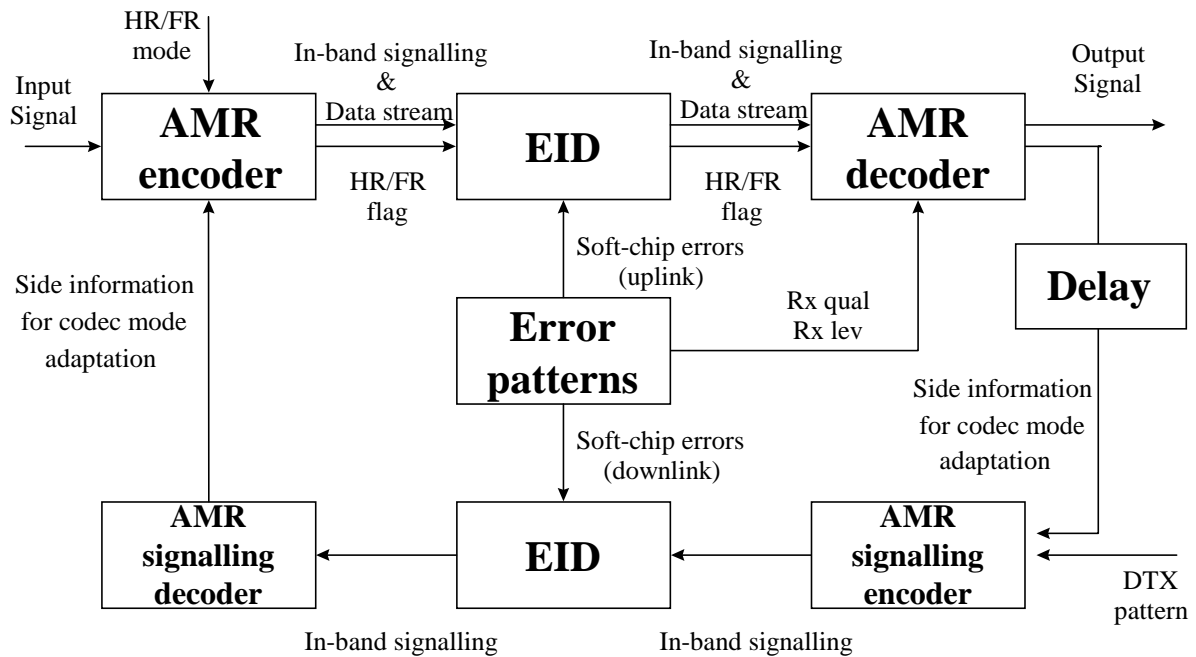 HR/FR
mode
Input
Signal
AMR
encoder
In-band signalling
&
Data stream
HR/FR
flag
EID
In-band signalling
&
Data stream
HR/FR
flag
AMR
decoder
Output
Signal
Soft-chip errors
(uplink)
Error
patterns
Rx qual
Rx lev
Delay
Side information
for codec mode
adaptation
Side information
for codec mode
adaptation
Soft-chip errors
(downlink)
AMR
signalling
decoder
EID
AMR
signalling
encoder
DTX
pattern
In-band signalling
In-band signalling